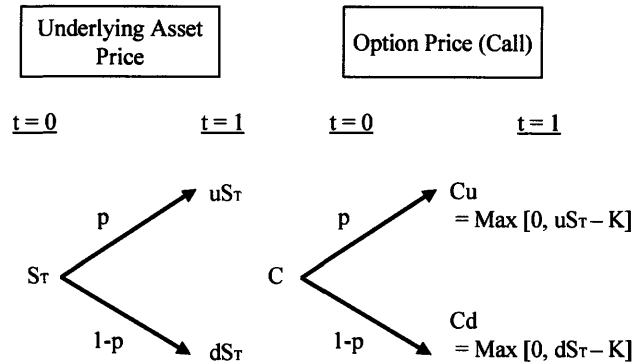 Underlying Asset
Price
Option Price (Call)
t = 0
t = 1
t = 0
t = 1
uST
p
ST
1-p
dST
Cu
= Max [0, uST – K]
p
C
1-p
Cd
= Max [0, dST – K]